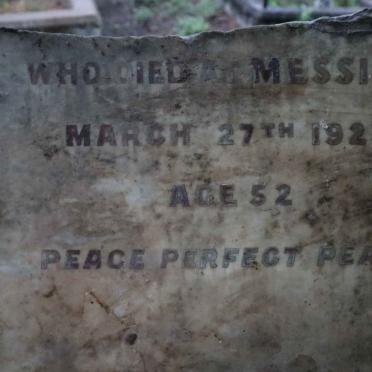 WHO DIED AT MESSI
MARCH 27TH 192
AGE 52
PEACE PERFECT PEA